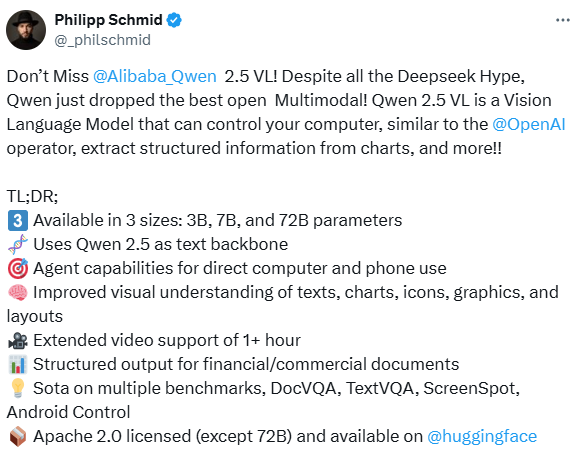 Philipp Schmid
@_philschmid
Don’t Miss @Alibaba_Qwen 2.5 VL! Despite all the Deepseek Hype,
Qwen just dropped the best open Multimodal! Qwen 2.5 VL is a Vision
Language Model that can control your computer, similar to the @OpenAI
operator, extract structured information from charts, and more!!
TL;DR;
3️⃣ Available in 3 sizes: 3B, 7B, and 72B parameters
🧬 Uses Qwen 2.5 as text backbone
🎯 Agent capabilities for direct computer and phone use
🧠 Improved visual understanding of texts, charts, icons, graphics, and
layouts
🎥 Extended video support of 1+ hour
📊 Structured output for financial/commercial documents
💡 Sota on multiple benchmarks, DocVQA, TextVQA, ScreenSpot,
Android Control
📦 Apache 2.0 licensed (except 72B) and available on @huggingface